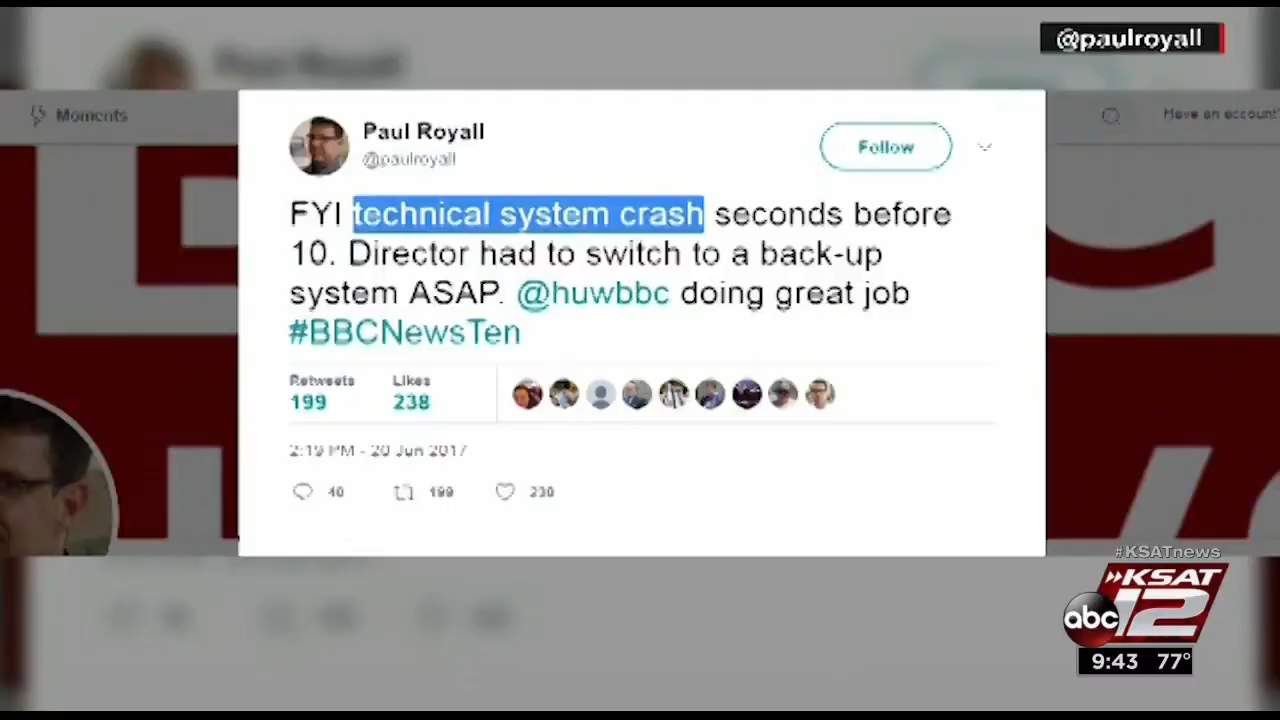 @paulroyall
Moments
Have an account?
Paul Royall
@paulroyall
Follow
FYI technical system crash seconds before
10. Director had to switch to a back-up
system ASAP. @huwbbc doing great job
#BBCNewsTen
Retweets
Likes
199
238
2:19 PM - 20 Jun 2017
40
199
238
#KSATnews
KSAT
abc
12
9:43 77°